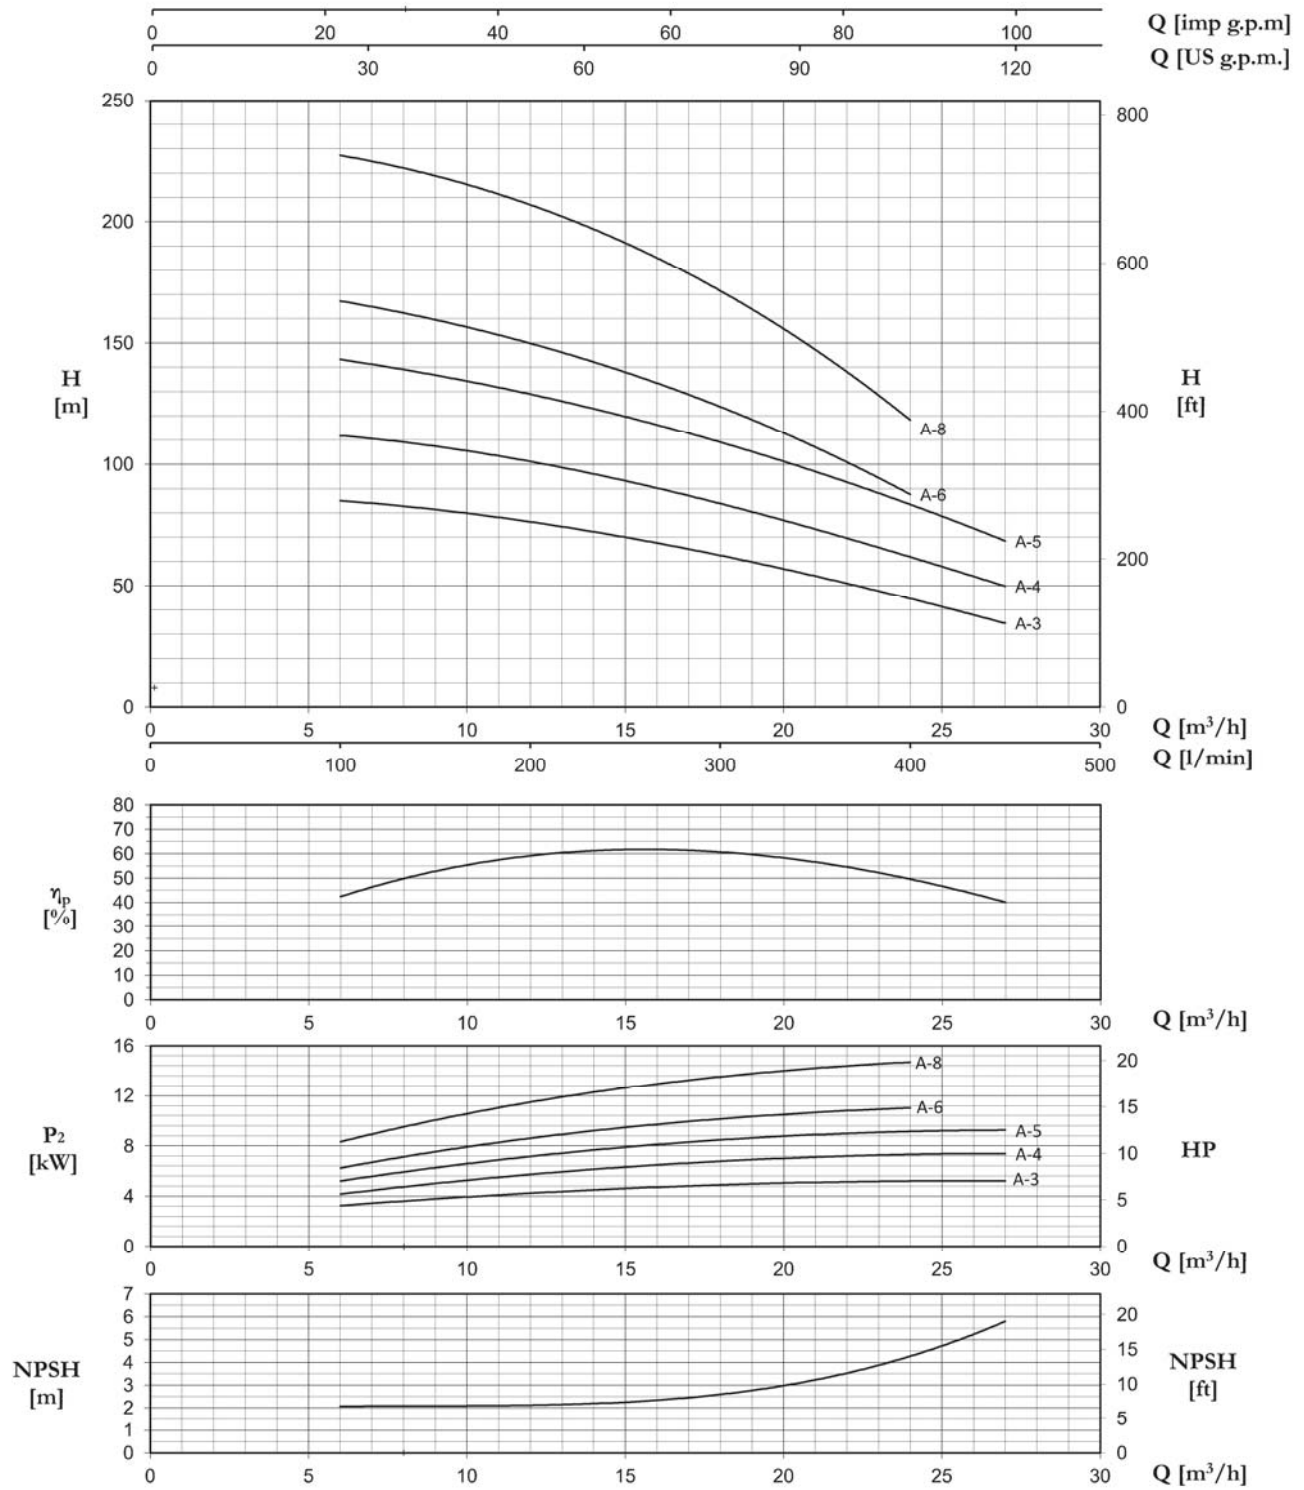 0 20 40 60 80 100 Q [imp g.p.m]
0 30 60 90 120 Q [US g.p.m.]
250
200
150
100
50
0
H
[m]
800
600
400
200
0
H
[ft]
A-8
A-6
A-5
A-4
A-3
0 5 10 15 20 25 30 Q [m³/h]
0 100 200 300 400 500 Q [l/min]
80
70
60
50
40
30
20
10
0
ηp
[%]
0 5 10 15 20 25 30 Q [m³/h]
16
12
8
4
0
P2
[kW]
A-8
A-6
A-5
A-4
A-3
20
15
10
5
0
HP
0 5 10 15 20 25 30 Q [m³/h]
7
6
5
4
3
2
1
0
NPSH
[m]
20
15
10
5
0
NPSH
[ft]
0 5 10 15 20 25 30 Q [m³/h]